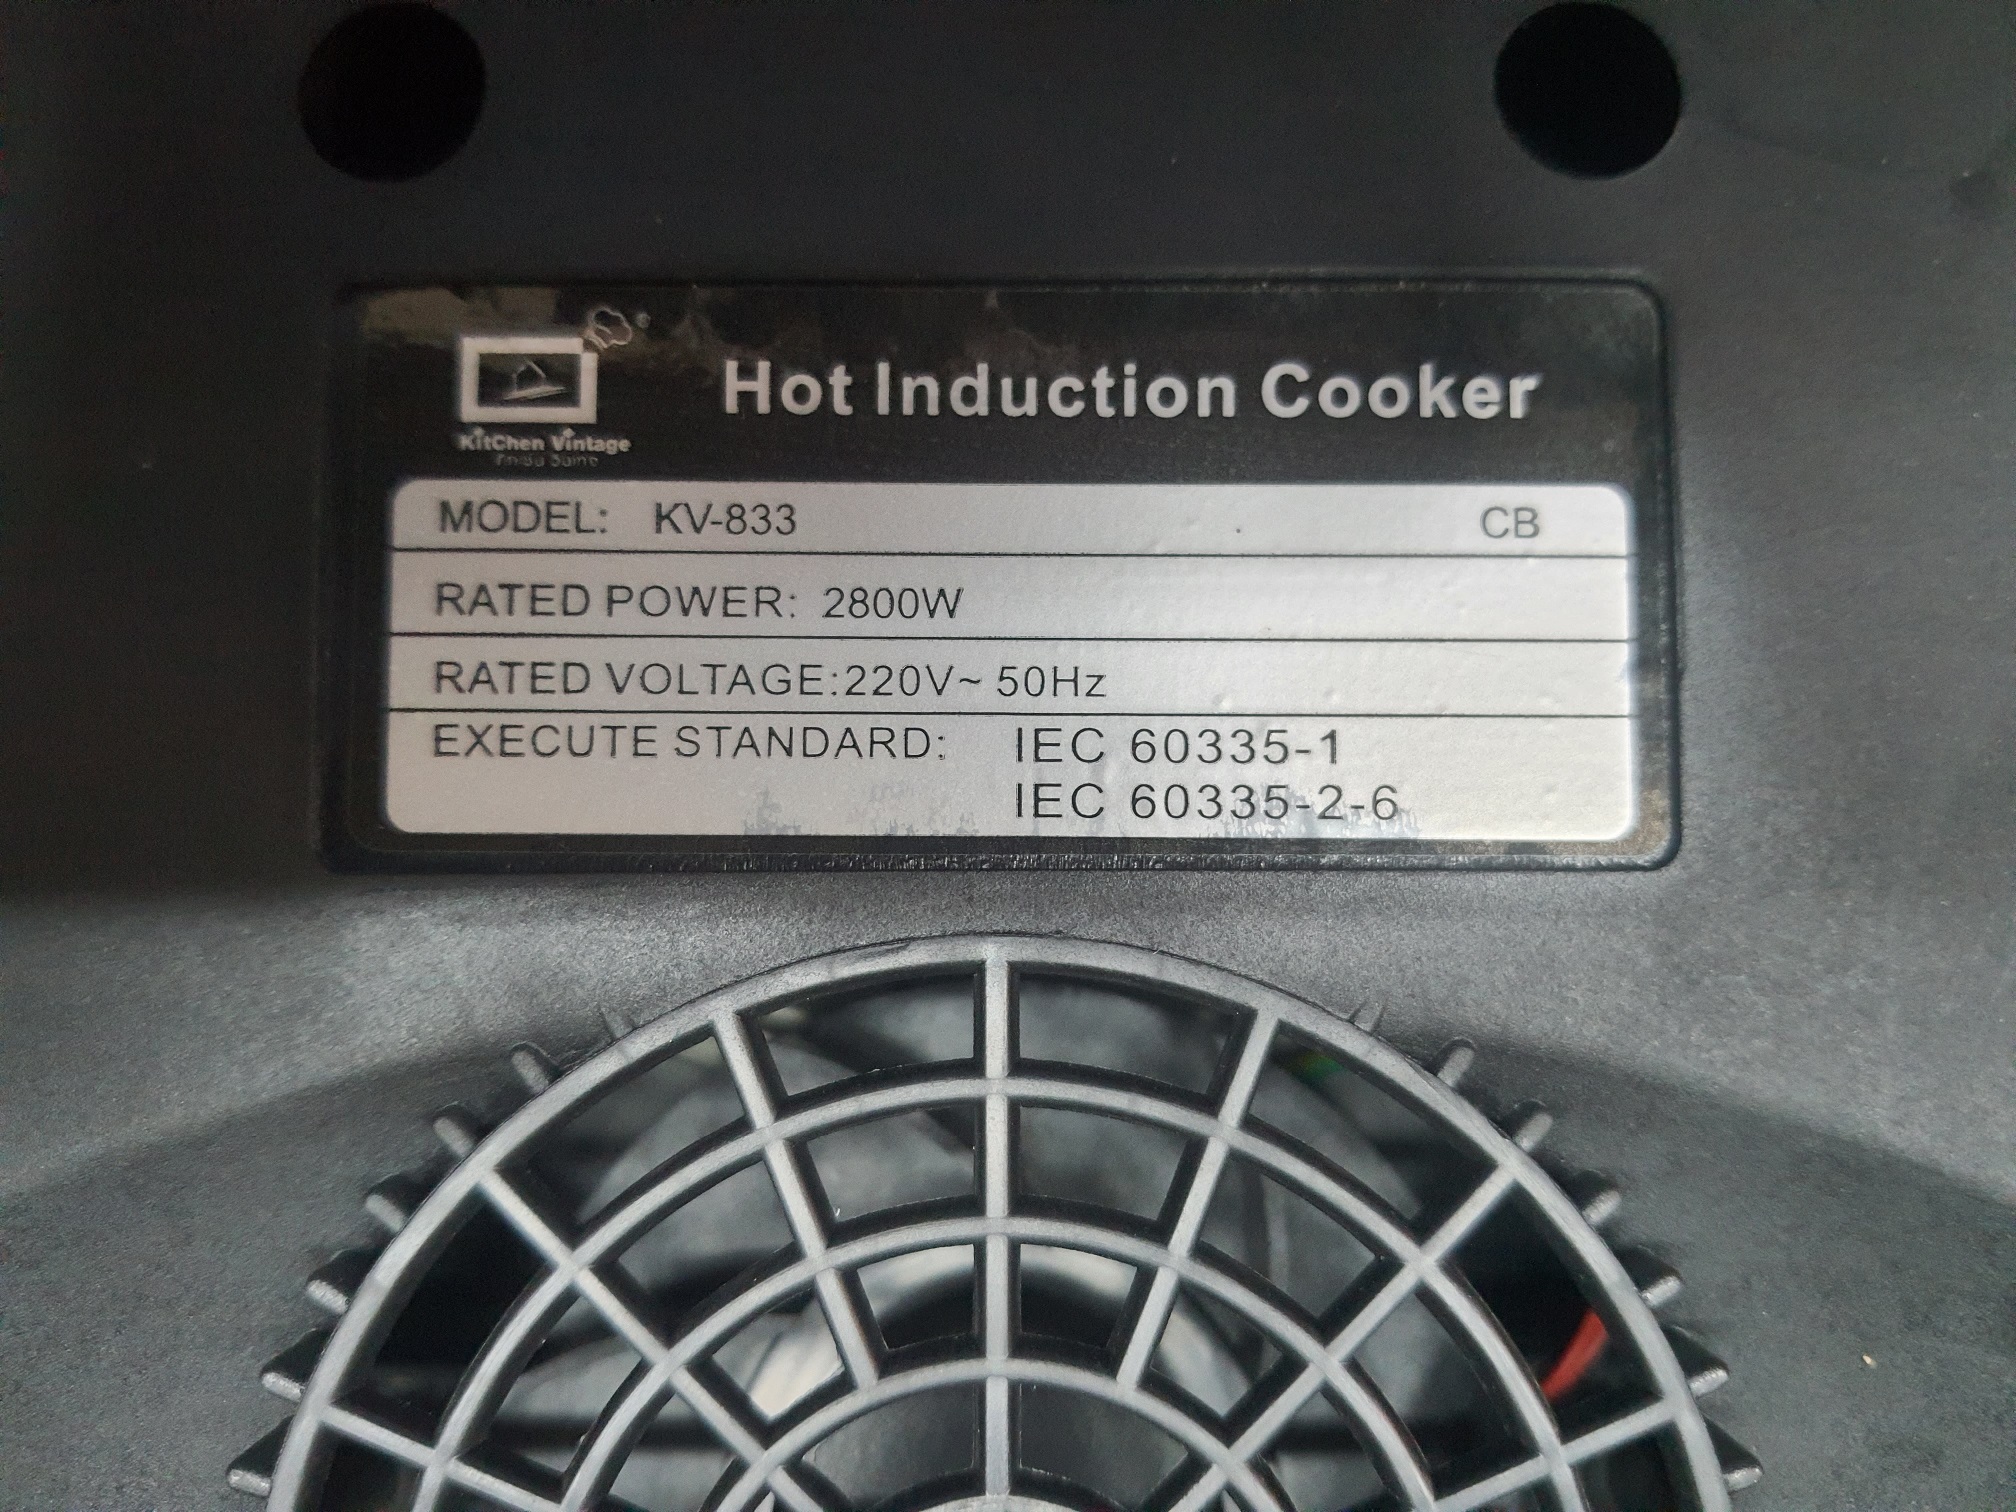 Hot Induction Cooker
KitChen Vintage
MODEL: KV-833 CB
RATED POWER: 2800W
RATED VOLTAGE:220V~ 50Hz
EXECUTE STANDARD: IEC 60335-1
IEC 60335-2-6